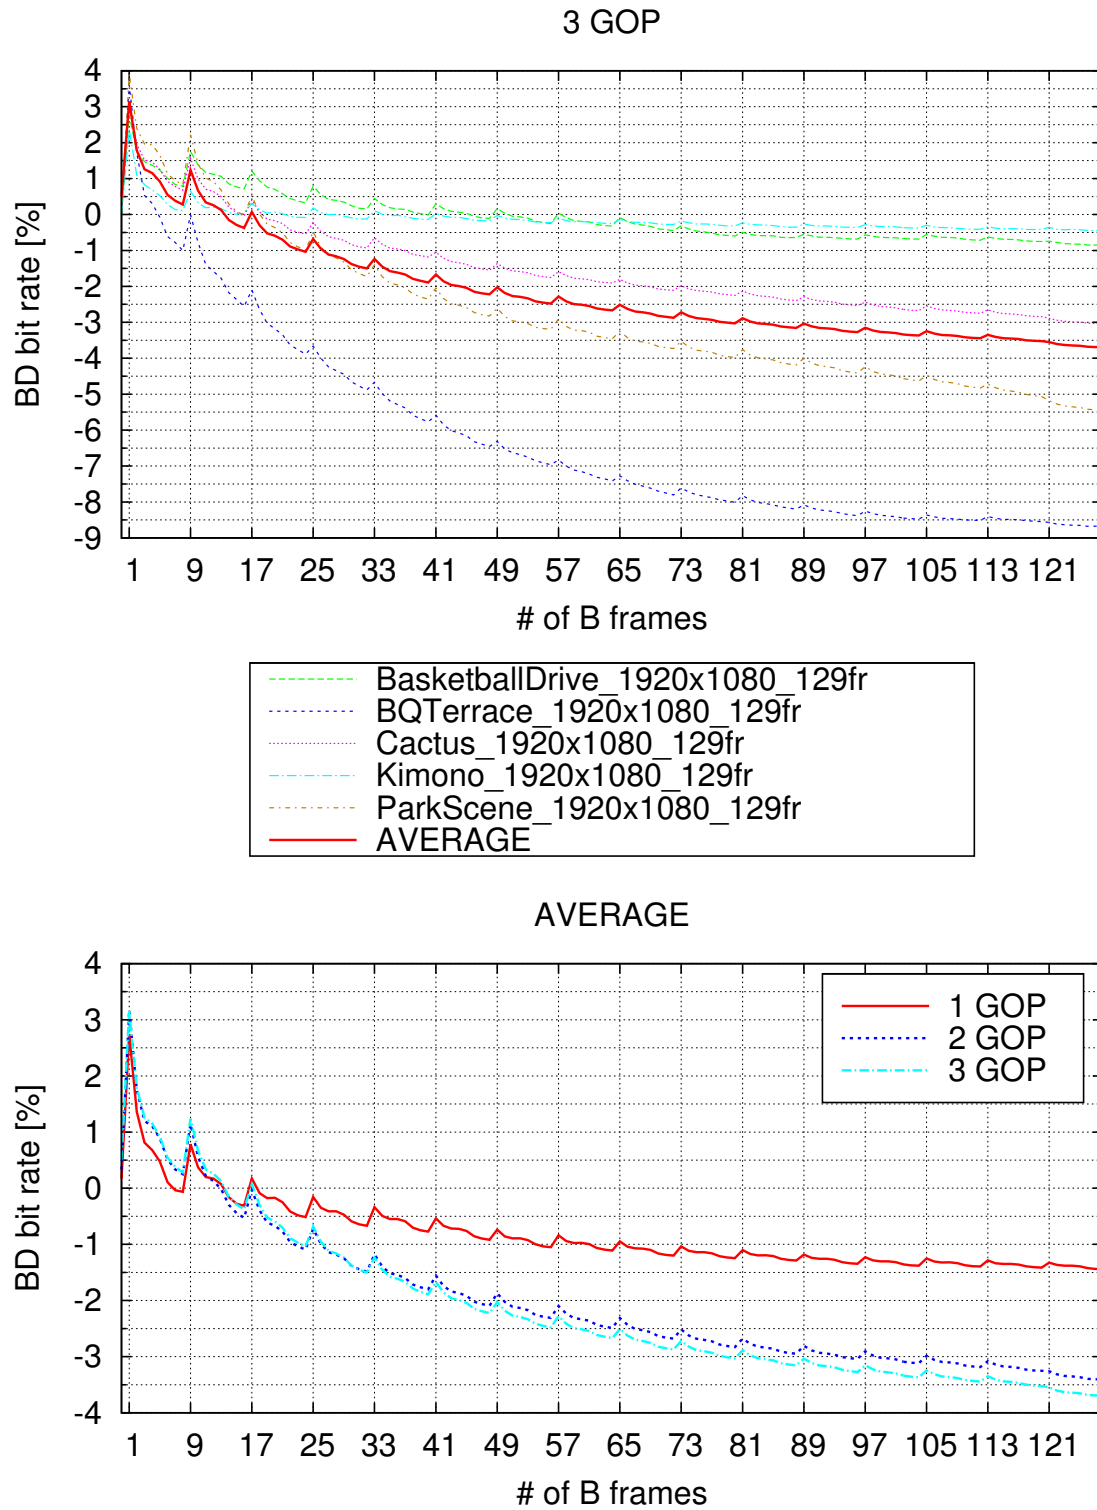 3 GOP
4
3
2
1
0
-1
-2
-3
-4
-5
-6
-7
-8
-9
BD bit rate [%]
1 9 17 25 33 41 49 57 65 73 81 89 97 105 113 121
# of B frames
BasketballDrive_1920x1080_129fr
BQTerrace_1920x1080_129fr
Cactus_1920x1080_129fr
Kimono_1920x1080_129fr
ParkScene_1920x1080_129fr
AVERAGE
AVERAGE
4
3
2
1
0
-1
-2
-3
-4
BD bit rate [%]
1 GOP
2 GOP
3 GOP
1 9 17 25 33 41 49 57 65 73 81 89 97 105 113 121
# of B frames